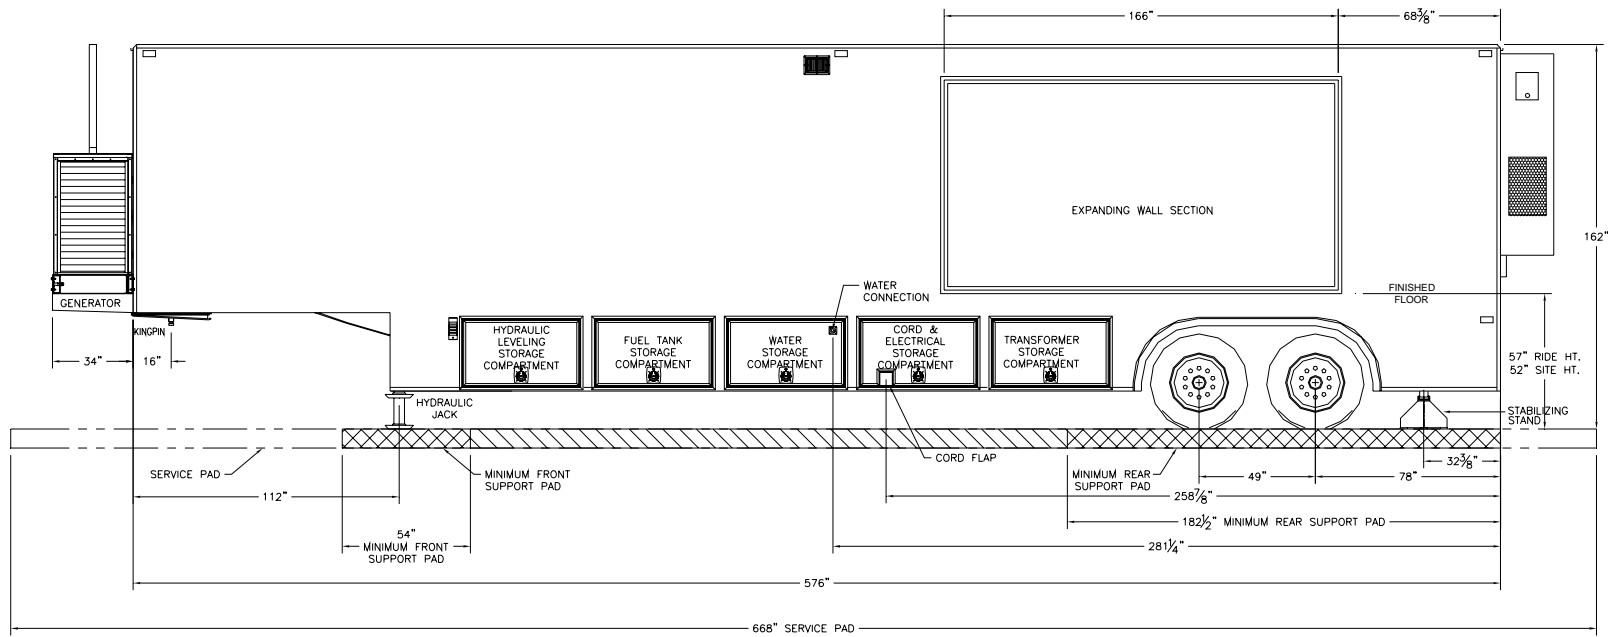 166"
68⅜"
162"
EXPANDING WALL SECTION
WATER
CONNECTION
FINISHED
FLOOR
GENERATOR
KINGPIN
34"
16"
HYDRAULIC
LEVELING
STORAGE
COMPARTMENT
FUEL TANK
STORAGE
COMPARTMENT
WATER
STORAGE
COMPARTMENT
CORD &
ELECTRICAL
STORAGE
COMPARTMENT
TRANSFORMER
STORAGE
COMPARTMENT
57" RIDE HT.
52" SITE HT.
HYDRAULIC
JACK
STABILIZING
STAND
CORD FLAP
SERVICE PAD
MINIMUM FRONT
SUPPORT PAD
MINIMUM REAR
SUPPORT PAD
32⅜"
49"
78"
112"
258⅞"
182½" MINIMUM REAR SUPPORT PAD
54"
MINIMUM FRONT
SUPPORT PAD
281¼"
576"
668" SERVICE PAD